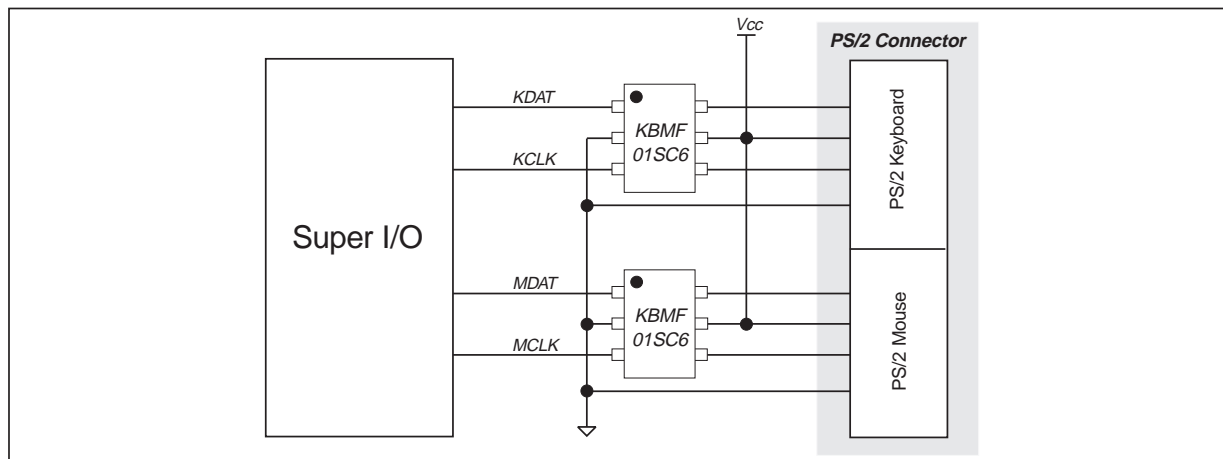 Vcc
PS/2 Connector
KDAT
KBMF
01SC6
KCLK
PS/2 Keyboard
Super I/O
MDAT
KBMF
01SC6
MCLK
PS/2 Mouse